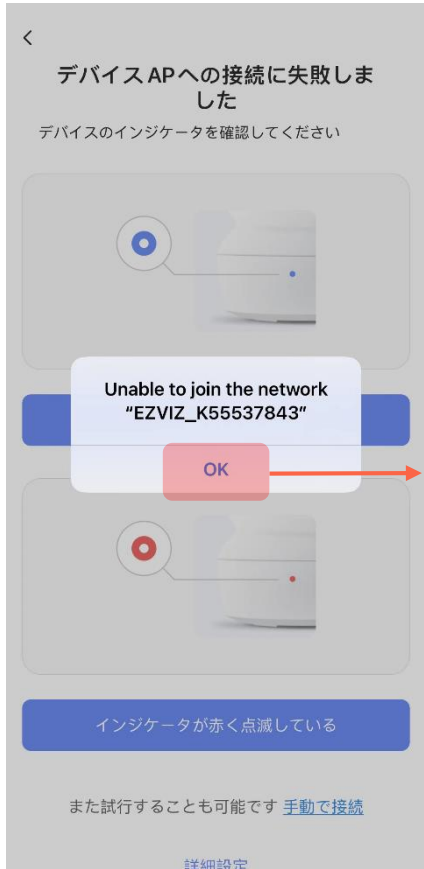 デバイスAPへの接続に失敗しま
した
デバイスのインジケータを確認してください
Unable to join the network
“EZVIZ_K55537843”
OK
インジケータが赤く点滅している
また試行することも可能です 手動で接続
詳細設定